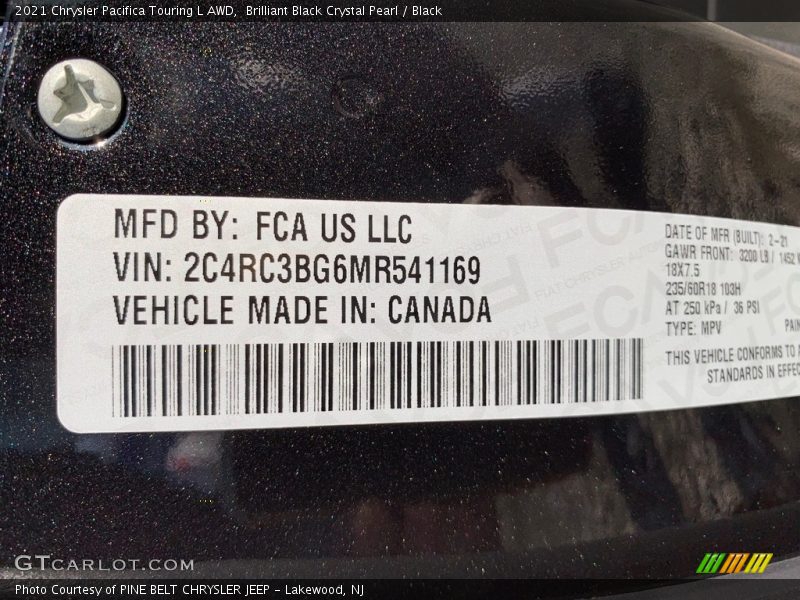 2021 Chrysler Pacifica Touring L AWD, Brilliant Black Crystal Pearl / Black
MFD BY: FCA US LLC
VIN: 2C4RC3BG6MR541169
VEHICLE MADE IN: CANADA
DATE OF MFR (BUILT): 2-21
GAWR FRONT: 3200 LB / 1452
18X7.5
235/60R18 103H
AT 250 kPa / 36 PSI
TYPE: MPV
THIS VEHICLE CONFORMS TO
STANDARDS IN EFFEC
GTCARLOT.COM
Photo Courtesy of PINE BELT CHRYSLER JEEP - Lakewood, NJ